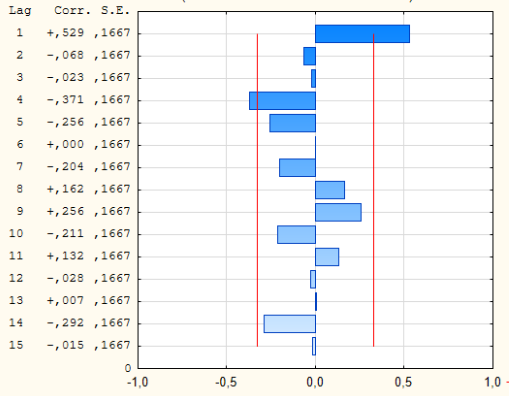 Lag Corr. S.E.
1 +,529 ,1667
2 -,068 ,1667
3 -,023 ,1667
4 -,371 ,1667
5 -,256 ,1667
6 +,000 ,1667
7 -,204 ,1667
8 +,162 ,1667
9 +,256 ,1667
10 -,211 ,1667
11 +,132 ,1667
12 -,028 ,1667
13 +,007 ,1667
14 -,292 ,1667
15 -,015 ,1667
0
-1,0 -0,5 0,0 0,5 1,0